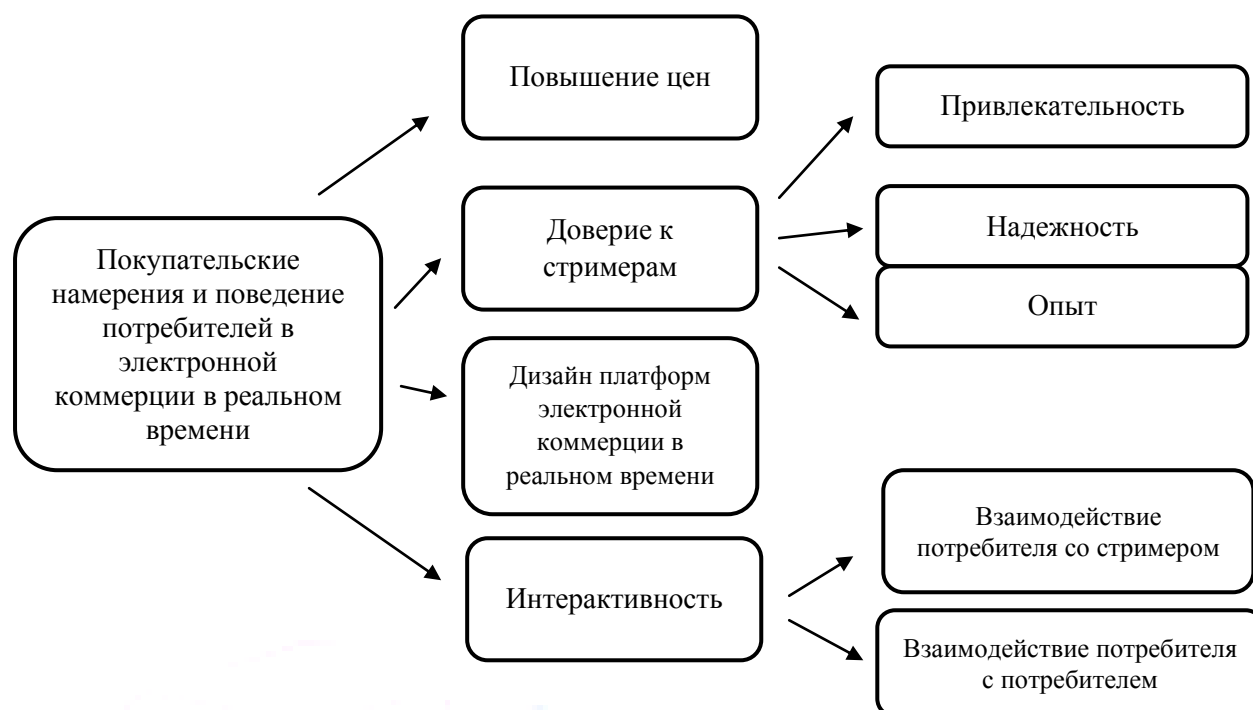 Покупательские
намерения и поведение
потребителей в
электронной
коммерции в реальном
времени
Повышение цен
Доверие к
стримерам
Дизайн платформ
электронной
коммерции в
реальном времени
Интерактивность
Привлекательность
Надежность
Опыт
Взаимодействие
потребителя со стримером
Взаимодействие потребителя
с потребителем